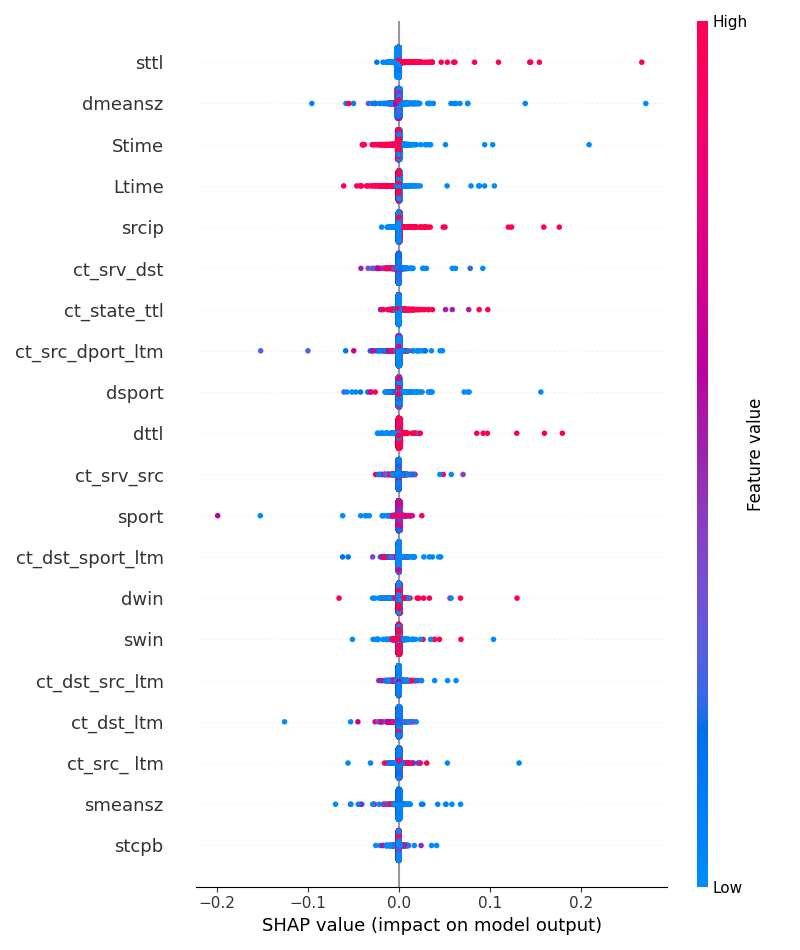 High
sttl
dmeansz
Stime
Ltime
srcip
ct_srv_dst
ct_state_ttl
ct_src_dport_ltm
dsport
dttl
ct_srv_src
sport
ct_dst_sport_ltm
dwin
swin
ct_dst_src_ltm
ct_dst_ltm
ct_src_ ltm
smeansz
stcpb
Feature value
Low
−0.2 −0.1 0.0 0.1 0.2
SHAP value (impact on model output)